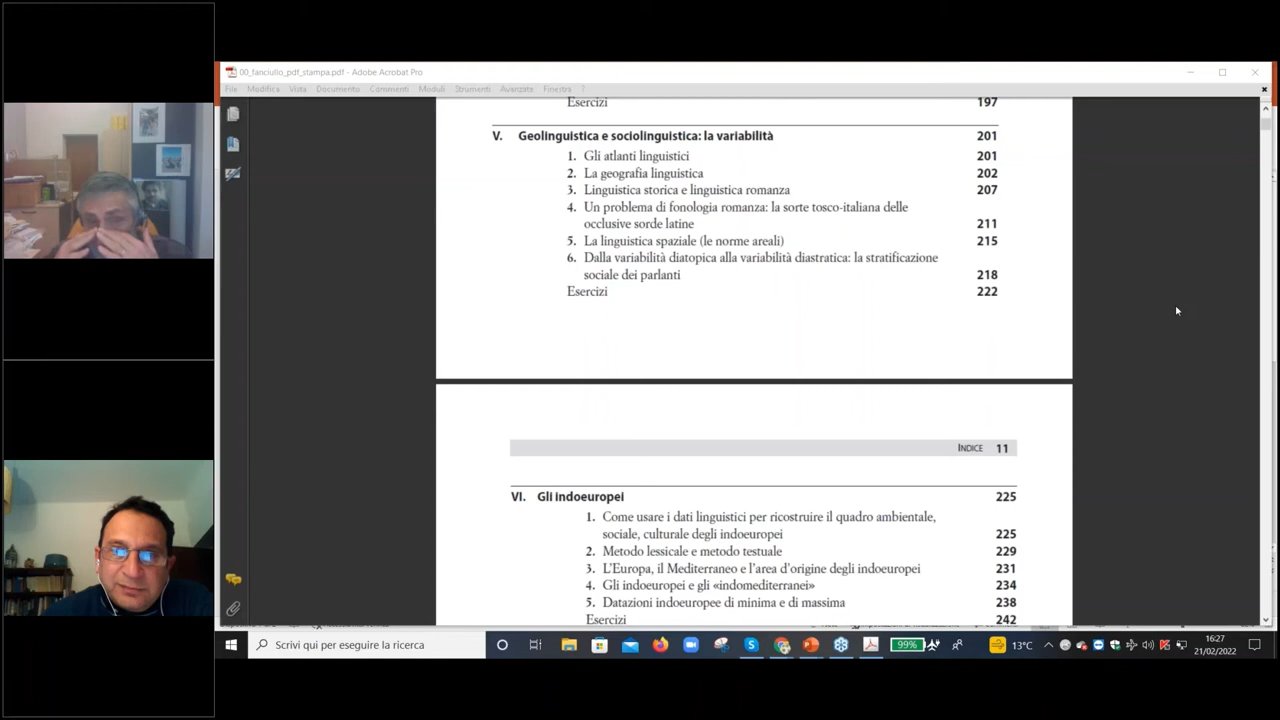 00_fanciullo_pdf_stampa.pdf - Adobe Acrobat Pro
File Modifica Vista Documento Commenti Moduli Strumenti Avanzate Finestra ?
Esercizi 197
V. Geolinguistica e sociolinguistica: la variabilità 201
1. Gli atlanti linguistici 201
2. La geografia linguistica 202
3. Linguistica storica e linguistica romanza 207
4. Un problema di fonologia romanza: la sorte tosco-italiana delle
occlusive sorde latine 211
5. La linguistica spaziale (le norme areali) 215
6. Dalla variabilità diatopica alla variabilità diastratica: la stratificazione
sociale dei parlanti 218
Esercizi 222
INDICE 11
VI. Gli indoeuropei 225
1. Come usare i dati linguistici per ricostruire il quadro ambientale,
sociale, culturale degli indoeuropei 225
2. Metodo lessicale e metodo testuale 229
3. L'Europa, il Mediterraneo e l'area d'origine degli indoeuropei 231
4. Gli indoeuropei e gli «indomediterranei» 234
5. Datazioni indoeuropee di minima e di massima 238
Esercizi 242
Scrivi qui per eseguire la ricerca
99%
13°C
16:27
21/02/2022